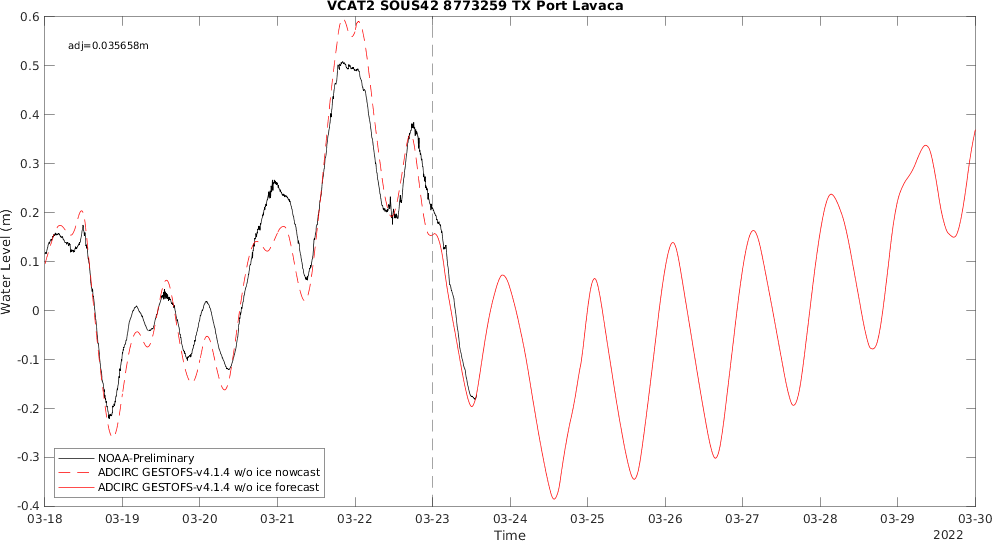 VCAT2 SOUS42 8773259 TX Port Lavaca
adj=0.035658m
0.6
0.5
0.4
0.3
0.2
0.1
0
-0.1
-0.2
-0.3
-0.4
Water Level (m)
NOAA-Preliminary
ADCIRC GESTOFS-v4.1.4 w/o ice nowcast
ADCIRC GESTOFS-v4.1.4 w/o ice forecast
03-18 03-19 03-20 03-21 03-22 03-23 03-24 03-25 03-26 03-27 03-28 03-29 03-30
Time
2022